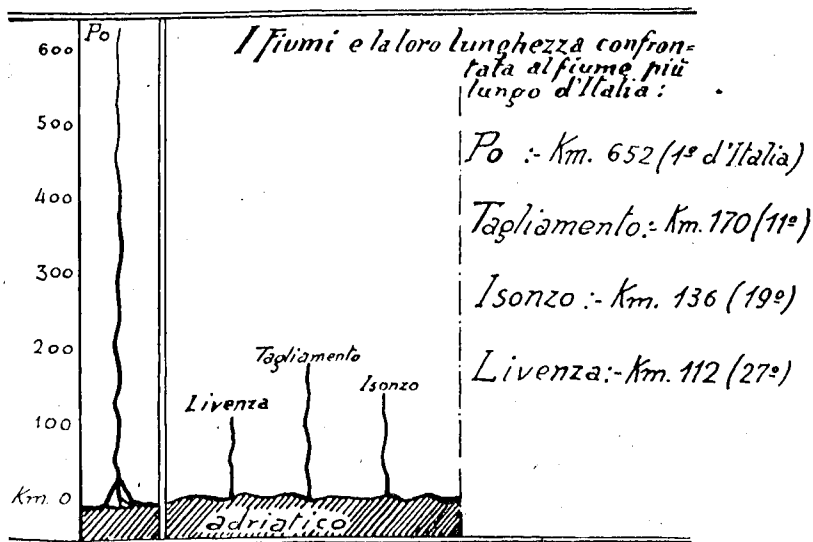 I Fiumi e la loro lunghezza confron=
tata al fiume più
lungo d'Italia:
Po
600
500
400
300
200
100
Km. 0
Livenza
Tagliamento
Isonzo
adriatico
Po :- Km. 652 (1º d'Italia)
Tagliamento:- Km. 170 (11º)
Isonzo :- Km. 136 (19º)
Livenza:- Km. 112 (27º)